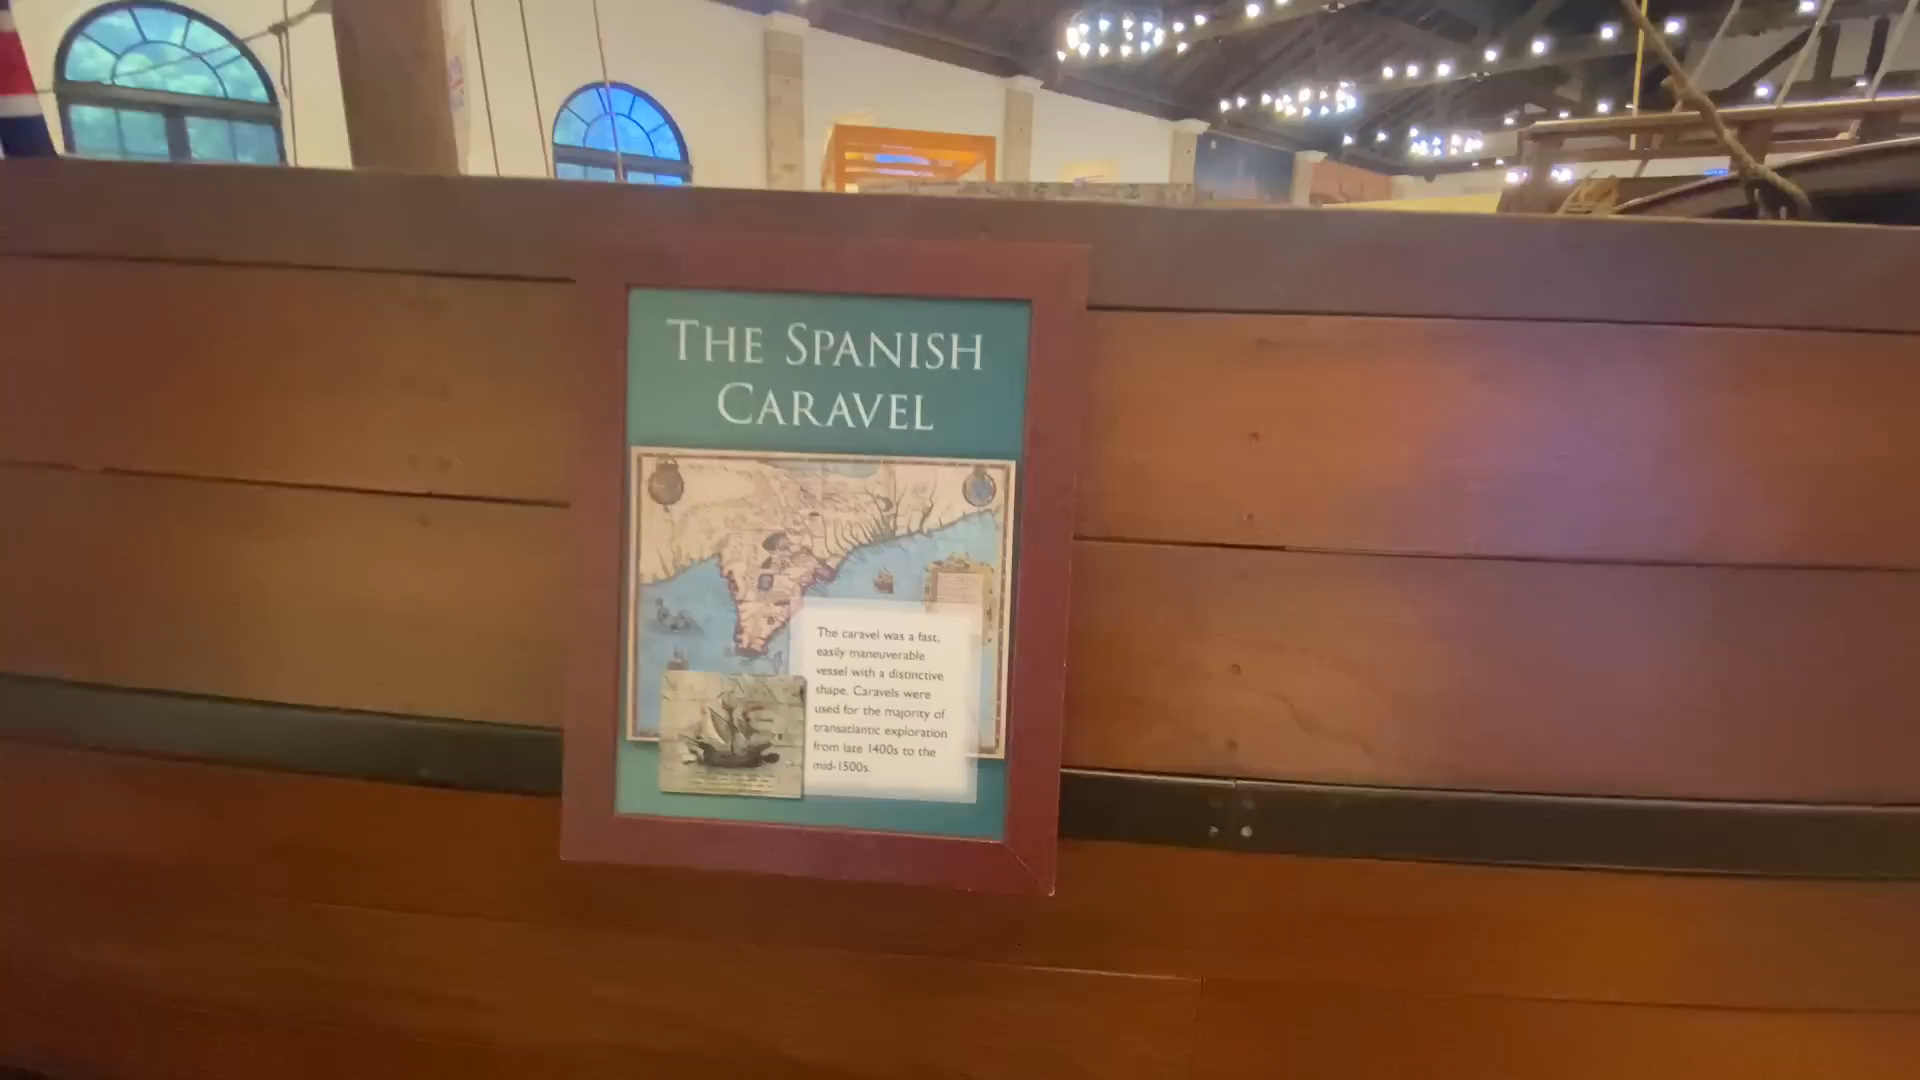 THE SPANISH
CARAVEL
The caravel was a fast,
easily maneuverable
vessel with a distinctive
shape. Caravels were
used for the majority of
transatlantic exploration
from late 1400s to the
mid-1500s.